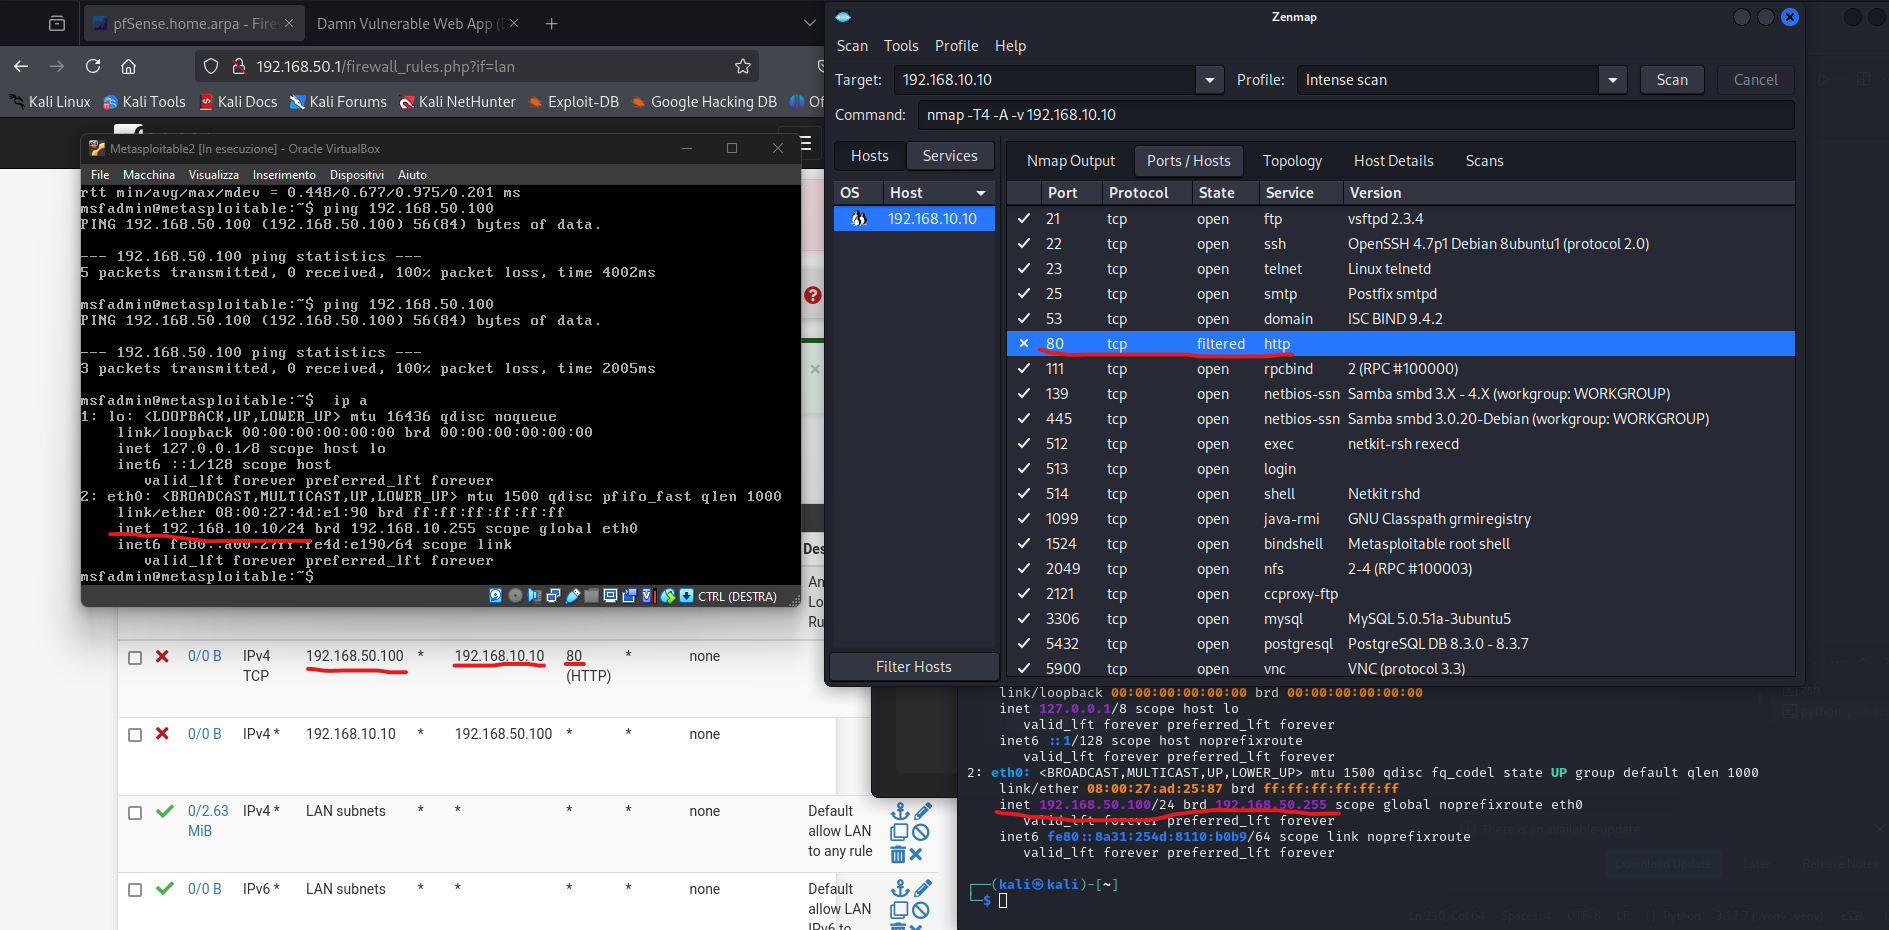 pfSense.home.arpa - Fire
Damn Vulnerable Web App (
192.168.50.1/firewall_rules.php?if=lan
Kali Linux
Kali Tools
Kali Docs
Kali Forums
Kali NetHunter
Exploit-DB
Google Hacking DB
Metasploitable2 [In esecuzione] - Oracle VirtualBox
File Macchina Visualizza Inserimento Dispositivi Aiuto
rtt min/avg/max/mdev = 0.448/0.677/0.975/0.201 ms
msfadmin@metasploitable:~$ ping 192.168.50.100
PING 192.168.50.100 (192.168.50.100) 56(84) bytes of data.
--- 192.168.50.100 ping statistics ---
5 packets transmitted, 0 received, 100% packet loss, time 4002ms
msfadmin@metasploitable:~$ ping 192.168.50.100
PING 192.168.50.100 (192.168.50.100) 56(84) bytes of data.
--- 192.168.50.100 ping statistics ---
3 packets transmitted, 0 received, 100% packet loss, time 2005ms
msfadmin@metasploitable:~$  ip a
1: lo: <LOOPBACK,UP,LOWER_UP> mtu 16436 qdisc noqueue
link/loopback 00:00:00:00:00:00 brd 00:00:00:00:00:00
inet 127.0.0.1/8 scope host lo
inet6 ::1/128 scope host
valid_lft forever preferred_lft forever
2: eth0: <BROADCAST,MULTICAST,UP,LOWER_UP> mtu 1500 qdisc pfifo_fast qlen 1000
link/ether 08:00:27:4d:e1:90 brd ff:ff:ff:ff:ff:ff
inet 192.168.10.10/24 brd 192.168.10.255 scope global eth0
inet6 fe80::a00:27ff:fe4d:e190/64 scope link
valid_lft forever preferred_lft forever
msfadmin@metasploitable:~$
CTRL (DESTRA)
Des
An
Lo
Ru
0/0 B IPv4 TCP 192.168.50.100 * 192.168.10.10 80 (HTTP) * none
0/0 B IPv4 * 192.168.10.10 * 192.168.50.100 * * none
0/2.63 MiB IPv4 * LAN subnets * * * * none Default allow LAN to any rule
0/0 B IPv6 * LAN subnets * * * * none Default allow LAN IPv6 to
Zenmap
Scan Tools Profile Help
Target: 192.168.10.10 Profile: Intense scan Scan Cancel
Command: nmap -T4 -A -v 192.168.10.10
Hosts Services
OS Host
192.168.10.10
Filter Hosts
Nmap Output Ports / Hosts Topology Host Details Scans
Port Protocol State Service Version
21 tcp open ftp vsftpd 2.3.4
22 tcp open ssh OpenSSH 4.7p1 Debian 8ubuntu1 (protocol 2.0)
23 tcp open telnet Linux telnetd
25 tcp open smtp Postfix smtpd
53 tcp open domain ISC BIND 9.4.2
80 tcp filtered http
111 tcp open rpcbind 2 (RPC #100000)
139 tcp open netbios-ssn Samba smbd 3.X - 4.X (workgroup: WORKGROUP)
445 tcp open netbios-ssn Samba smbd 3.0.20-Debian (workgroup: WORKGROUP)
512 tcp open exec netkit-rsh rexecd
513 tcp open login
514 tcp open shell Netkit rshd
1099 tcp open java-rmi GNU Classpath grmiregistry
1524 tcp open bindshell Metasploitable root shell
2049 tcp open nfs 2-4 (RPC #100003)
2121 tcp open ccproxy-ftp
3306 tcp open mysql MySQL 5.0.51a-3ubuntu5
5432 tcp open postgresql PostgreSQL DB 8.3.0 - 8.3.7
5900 tcp open vnc VNC (protocol 3.3)
link/loopback 00:00:00:00:00:00 brd 00:00:00:00:00:00
inet 127.0.0.1/8 scope host lo
valid_lft forever preferred_lft forever
inet6 ::1/128 scope host noprefixroute
valid_lft forever preferred_lft forever
2: eth0: <BROADCAST,MULTICAST,UP,LOWER_UP> mtu 1500 qdisc fq_codel state UP group default qlen 1000
link/ether 08:00:27:ad:25:87 brd ff:ff:ff:ff:ff:ff
inet 192.168.50.100/24 brd 192.168.50.255 scope global noprefixroute eth0
valid_lft forever preferred_lft forever
inet6 fe80::8a31:254d:8110:b0b9/64 scope link noprefixroute
valid_lft forever preferred_lft forever
(kali㉿kali)-[~]
$
There is an available update
Download Update Later Release Notes
Ln 210, Col 64 Spaces: 4 UTF-8 LF Python